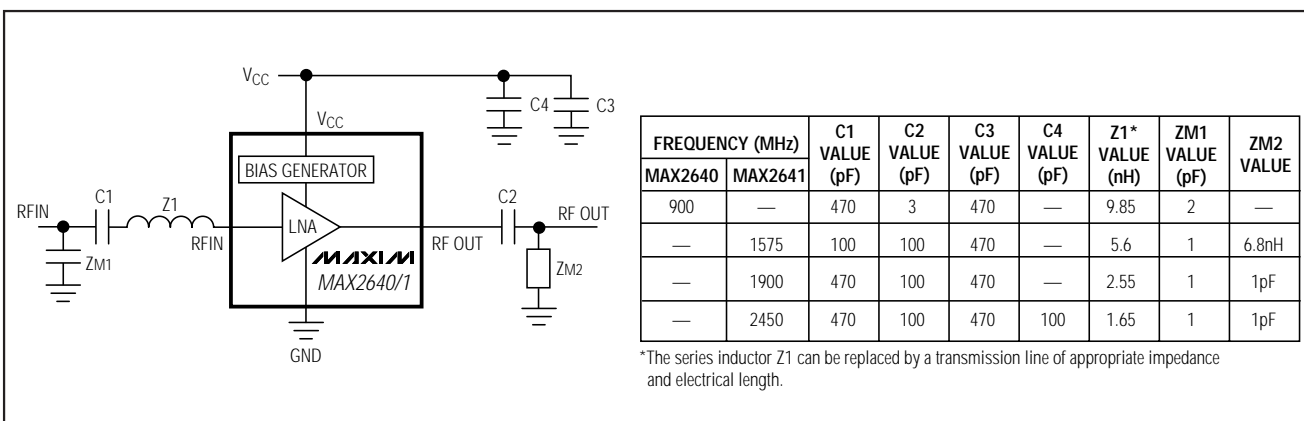 V_CC
C4
C3
V_CC
BIAS GENERATOR
RFIN
C1
Z1
RFIN
LNA
RF OUT
C2
RF OUT
ZM1
ZM2
MAXIM
MAX2640/1
GND
FREQUENCY (MHz) C1 VALUE (pF) C2 VALUE (pF) C3 VALUE (pF) C4 VALUE (pF) Z1* VALUE (nH) ZM1 VALUE (pF) ZM2 VALUE
MAX2640 MAX2641
900 — 470 3 470 — 9.85 2 —
— 1575 100 100 470 — 5.6 1 6.8nH
— 1900 470 100 470 — 2.55 1 1pF
— 2450 470 100 470 100 1.65 1 1pF
*The series inductor Z1 can be replaced by a transmission line of appropriate impedance
and electrical length.